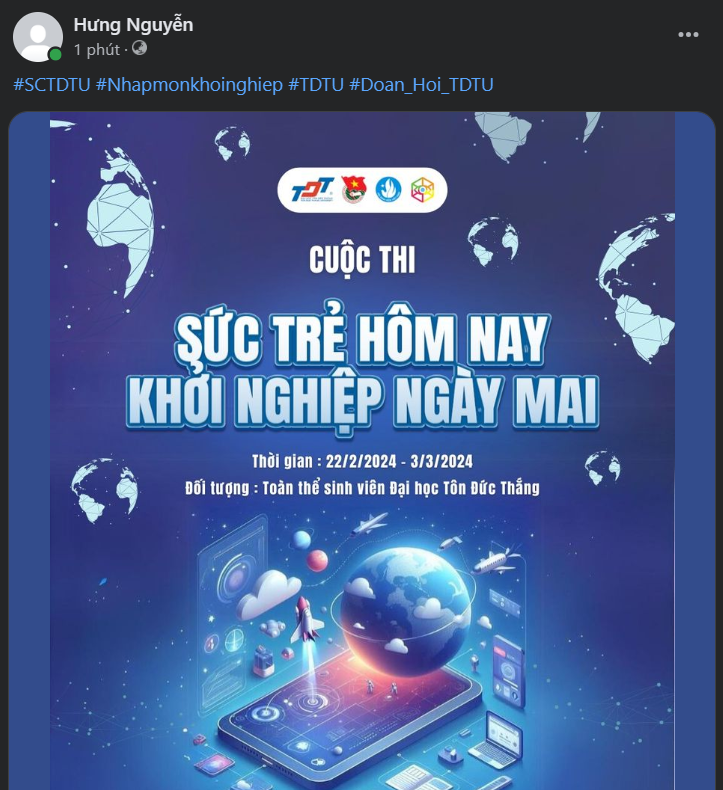 Hưng Nguyễn
1 phút ·
#SCTDTU #Nhapmonkhoinghiep #TDTU #Doan_Hoi_TDTU
TDT
CUỘC THI
SỨC TRẺ HÔM NAY
KHỞI NGHIỆP NGÀY MAI
Thời gian : 22/2/2024 - 3/3/2024
Đối tượng : Toàn thể sinh viên Đại học Tôn Đức Thắng